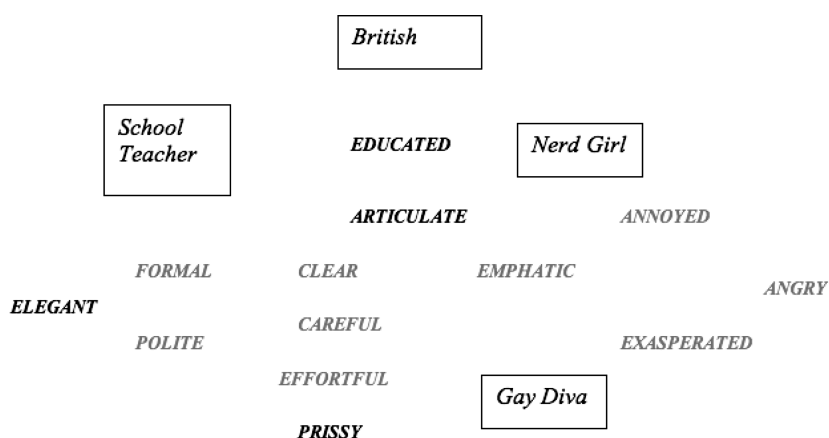 British
School
Teacher
EDUCATED
Nerd Girl
ARTICULATE
ANNOYED
FORMAL
CLEAR
EMPHATIC
ANGRY
ELEGANT
CAREFUL
POLITE
EXASPERATED
EFFORTFUL
Gay Diva
PRISSY